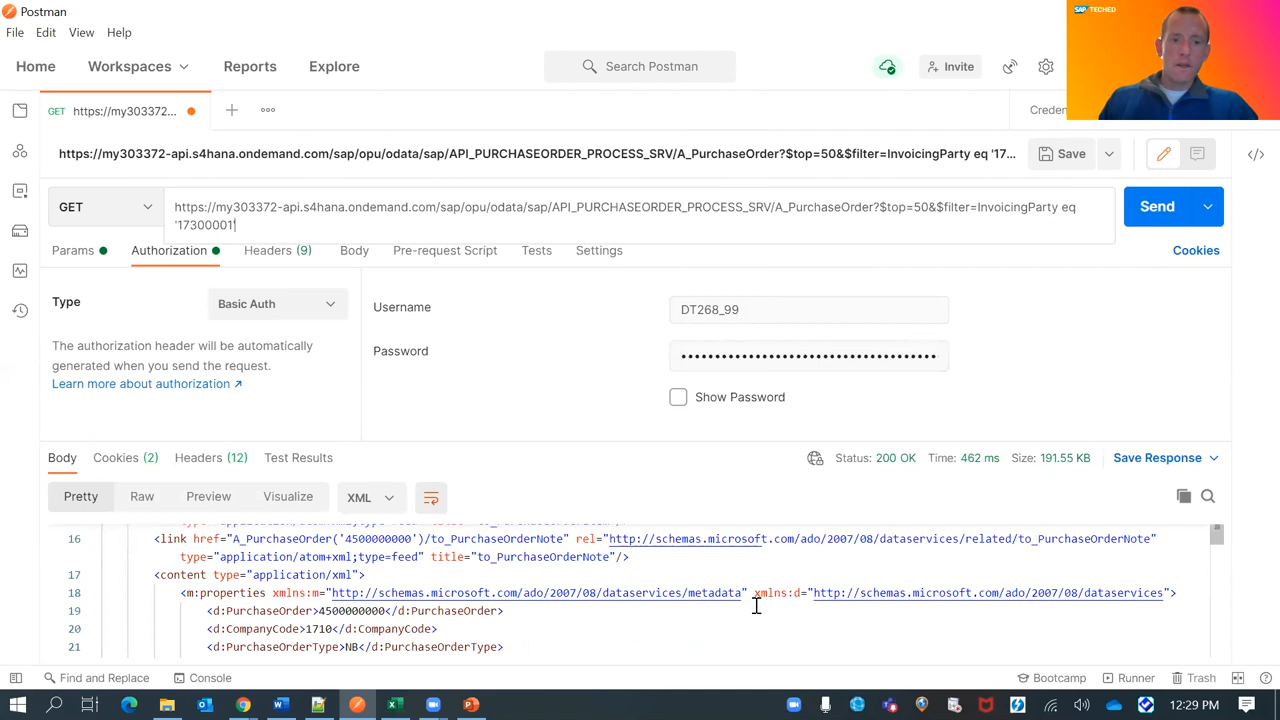 Postman
SAP TECHED
File Edit View Help
Home Workspaces Reports Explore Search Postman Invite
GET https://my303372... + ooo Creden
https://my303372-api.s4hana.ondemand.com/sap/opu/odata/sap/API_PURCHASEORDER_PROCESS_SRV/A_PurchaseOrder?$top=50&$filter=InvoicingParty eq '17... Save
GET https://my303372-api.s4hana.ondemand.com/sap/opu/odata/sap/API_PURCHASEORDER_PROCESS_SRV/A_PurchaseOrder?$top=50&$filter=InvoicingParty eq Send
'17300001'
Params Authorization Headers (9) Body Pre-request Script Tests Settings Cookies
Type Basic Auth Username DT268_99
The authorization header will be automatically
generated when you send the request.
Learn more about authorization ↗
Password ••••••••••••••••••••••••••••••••••••••
Show Password
Body Cookies (2) Headers (12) Test Results Status: 200 OK Time: 462 ms Size: 191.55 KB Save Response
Pretty Raw Preview Visualize XML
16 <link href="A_PurchaseOrder('4500000000')/to_PurchaseOrderNote" rel="http://schemas.microsoft.com/ado/2007/08/dataservices/related/to_PurchaseOrderNote"
type="application/atom+xml;type=feed" title="to_PurchaseOrderNote"/>
17 <content type="application/xml">
18 <m:properties xmlns:m="http://schemas.microsoft.com/ado/2007/08/dataservices/metadata" xmlns:d="http://schemas.microsoft.com/ado/2007/08/dataservices">
19 <d:PurchaseOrder>4500000000</d:PurchaseOrder>
20 <d:CompanyCode>1710</d:CompanyCode>
21 <d:PurchaseOrderType>NB</d:PurchaseOrderType>
Find and Replace Console Bootcamp Runner Trash
12:29 PM